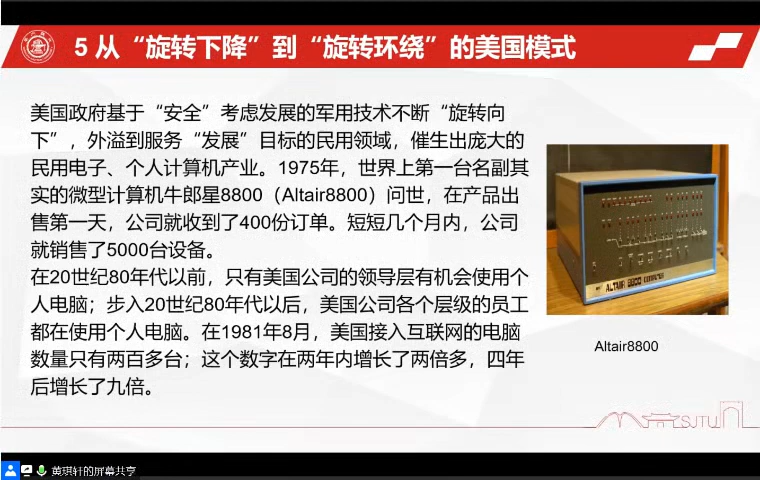 5 从“旋转下降”到“旋转环绕”的美国模式
美国政府基于“安全”考虑发展的军用技术不断“旋转向
下”，外溢到服务“发展”目标的民用领域，催生出庞大的
民用电子、个人计算机产业。1975年，世界上第一台名副其
实的微型计算机牛郎星8800（Altair8800）问世，在产品出
售第一天，公司就收到了400份订单。短短几个月内，公司
就销售了5000台设备。
在20世纪80年代以前，只有美国公司的领导层有机会使用个
人电脑；步入20世纪80年代以后，美国公司各个层级的员工
都在使用个人电脑。在1981年8月，美国接入互联网的电脑
数量只有两百多台；这个数字在两年内增长了两倍多，四年
后增长了九倍。
ALTAIR 8800 COMPUTER
Altair8800
SJTU
黄琪轩的屏幕共享